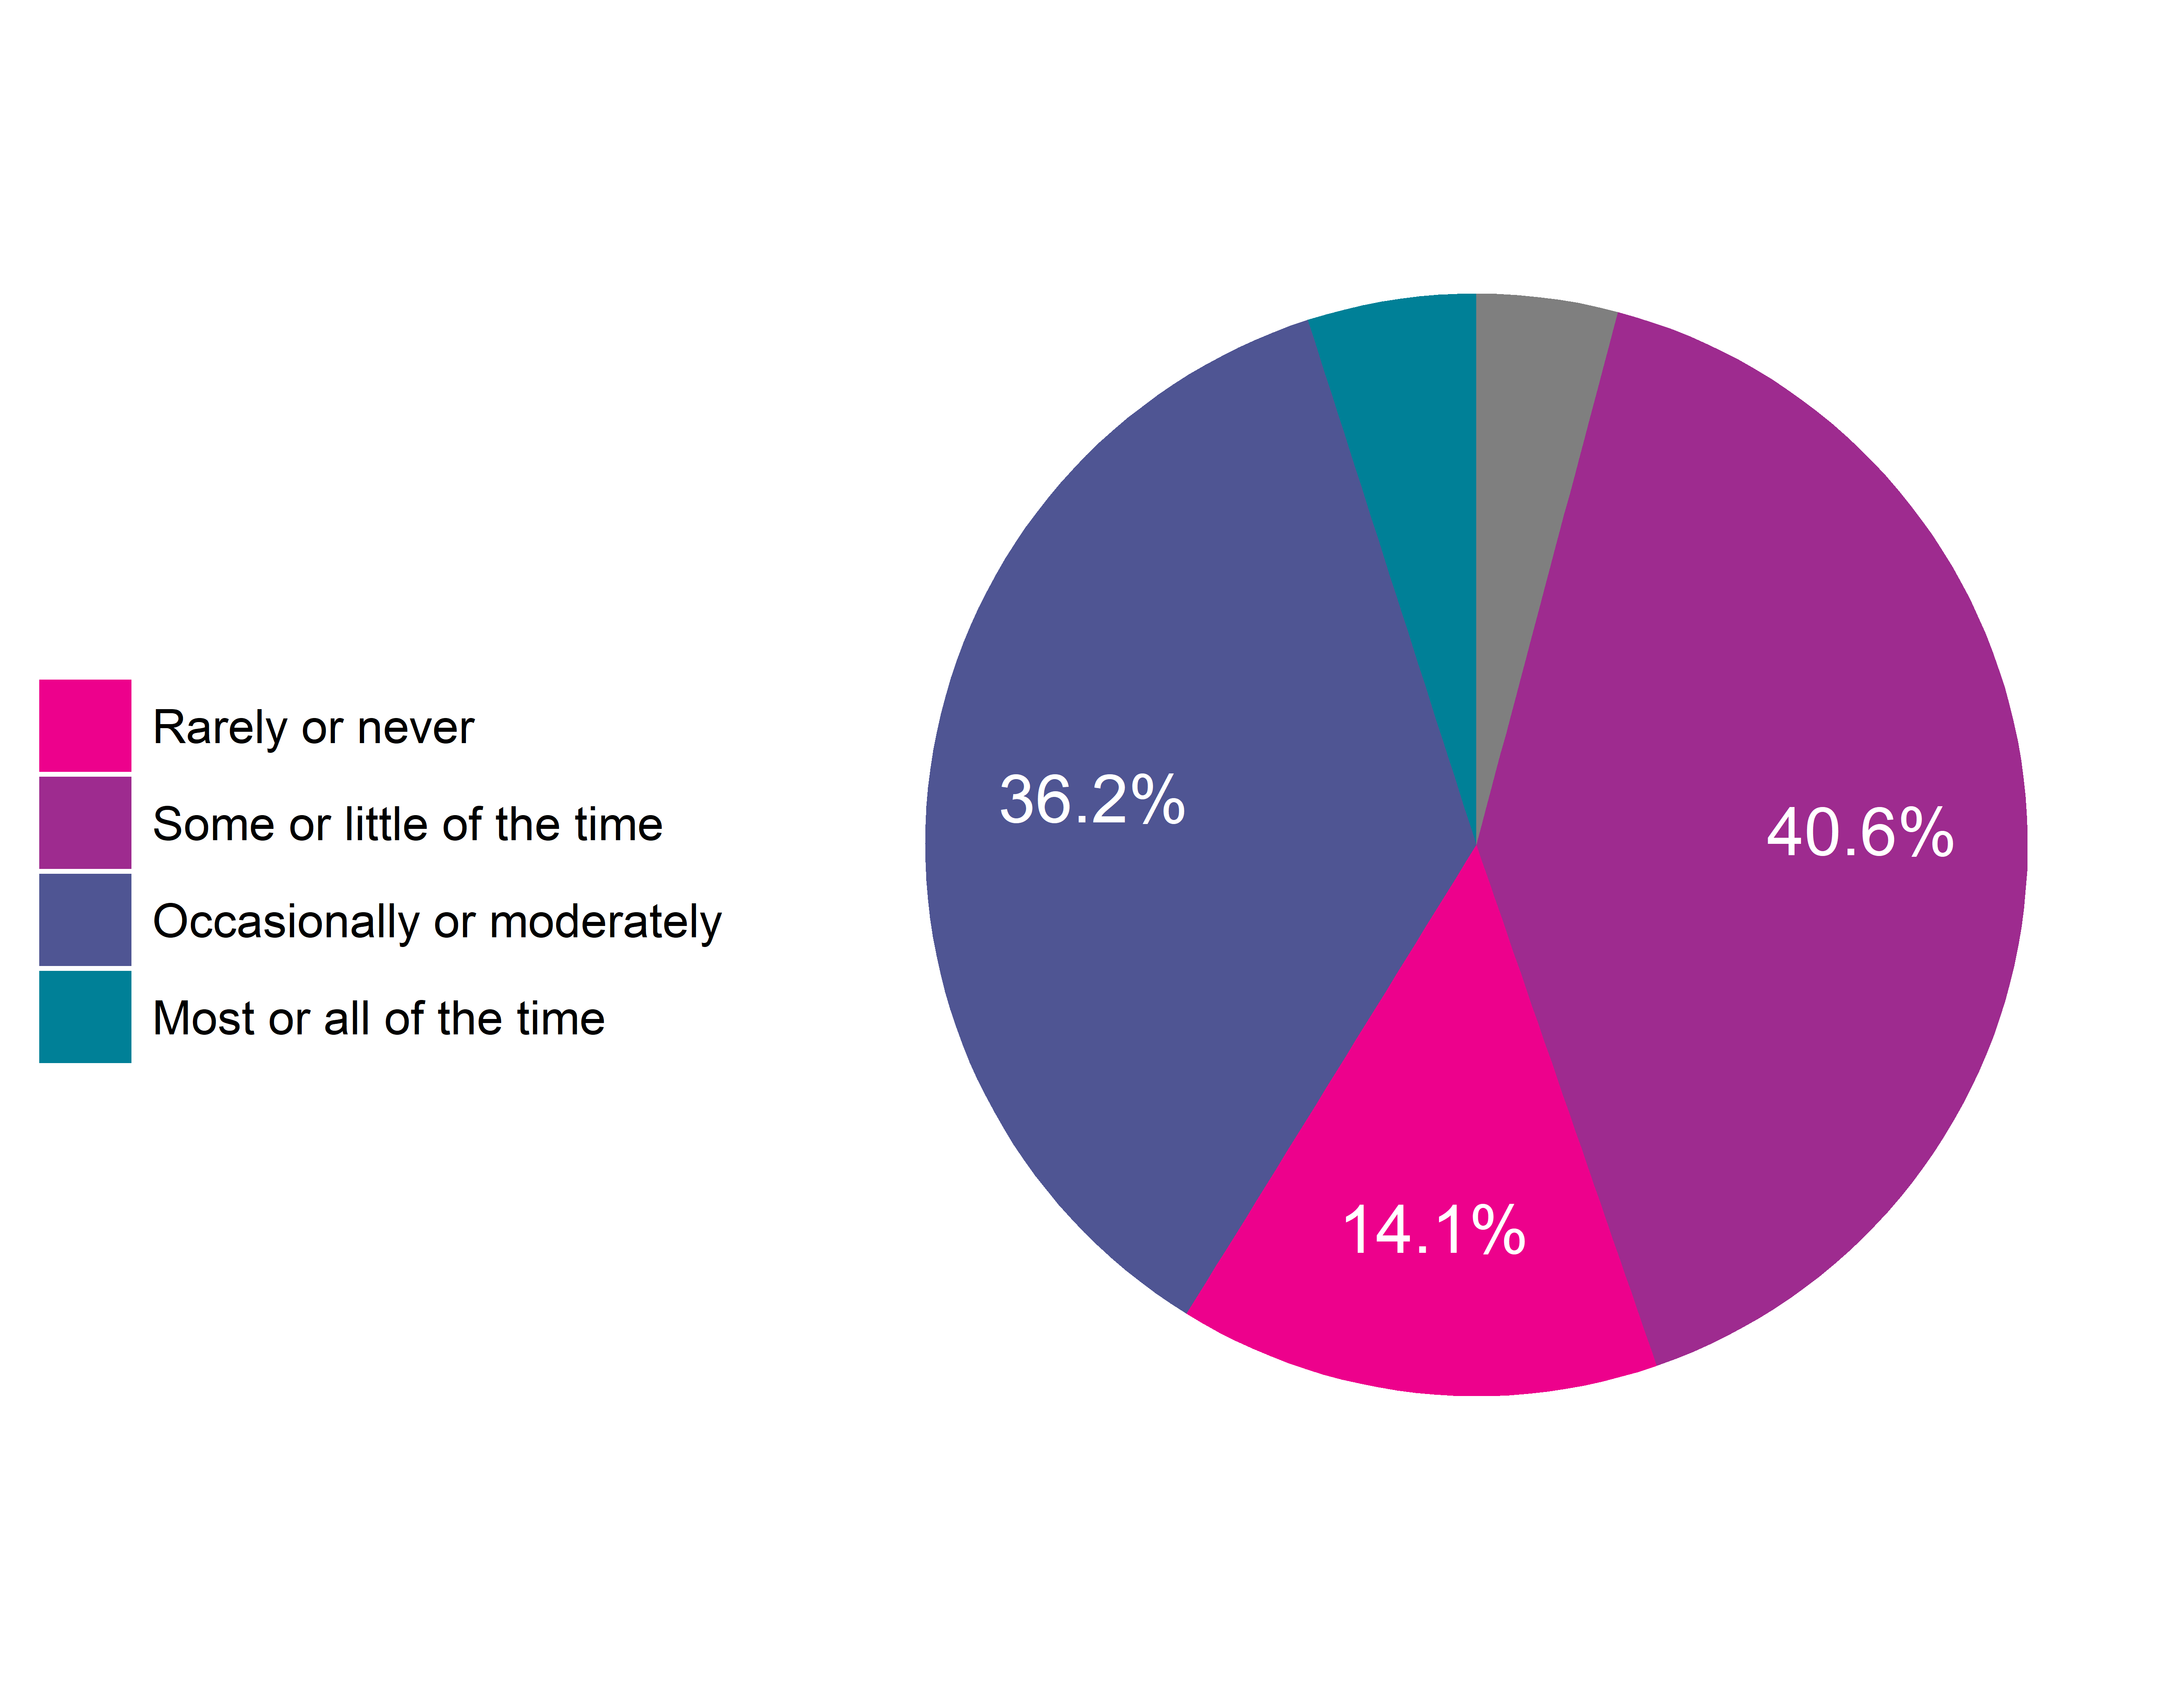 Rarely or never
Some or little of the time
Occasionally or moderately
Most or all of the time
36.2%
40.6%
14.1%